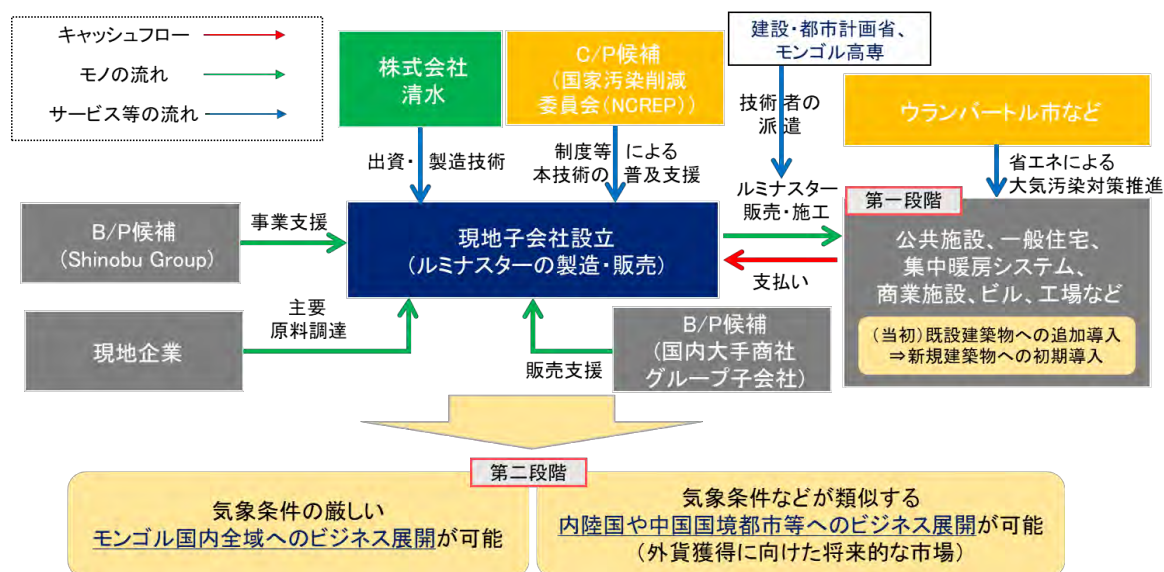 キャッシュフロー
モノの流れ
サービス等の流れ
株式会社
清水
C/P候補
(国家汚染削減
委員会(NCREP))
建設・都市計画省、
モンゴル高専
ウランバートル市など
出資・製造技術
制度等による
本技術の普及支援
技術者の
派遣
省エネによる
大気汚染対策推進
B/P候補
(Shinobu Group)
事業支援
現地子会社設立
(ルミナスターの製造・販売)
ルミナスター
販売・施工
支払い
第一段階
公共施設、一般住宅、
集中暖房システム、
商業施設、ビル、工場など
(当初)既設建築物への追加導入
⇒新規建築物への初期導入
現地企業
主要
原料調達
販売支援
B/P候補
(国内大手商社
グループ子会社)
第二段階
気象条件の厳しい
モンゴル国内全域へのビジネス展開が可能
気象条件などが類似する
内陸国や中国国境都市等へのビジネス展開が可能
(外貨獲得に向けた将来的な市場)